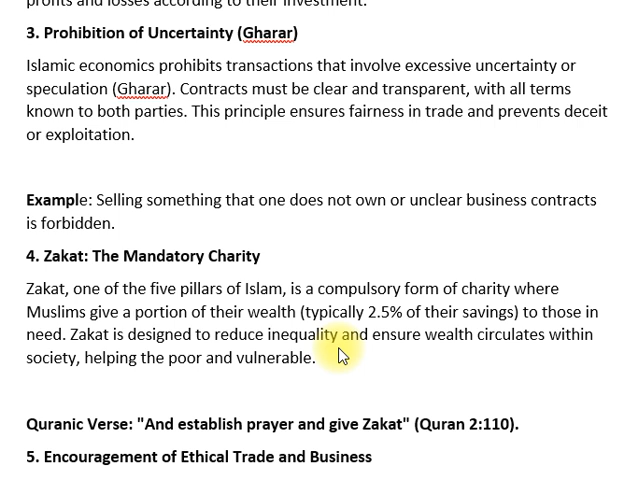 profits and losses according to their investment.
3. Prohibition of Uncertainty (Gharar)
Islamic economics prohibits transactions that involve excessive uncertainty or
speculation (Gharar). Contracts must be clear and transparent, with all terms
known to both parties. This principle ensures fairness in trade and prevents deceit
or exploitation.
Example: Selling something that one does not own or unclear business contracts
is forbidden.
4. Zakat: The Mandatory Charity
Zakat, one of the five pillars of Islam, is a compulsory form of charity where
Muslims give a portion of their wealth (typically 2.5% of their savings) to those in
need. Zakat is designed to reduce inequality and ensure wealth circulates within
society, helping the poor and vulnerable.
Quranic Verse: "And establish prayer and give Zakat" (Quran 2:110).
5. Encouragement of Ethical Trade and Business